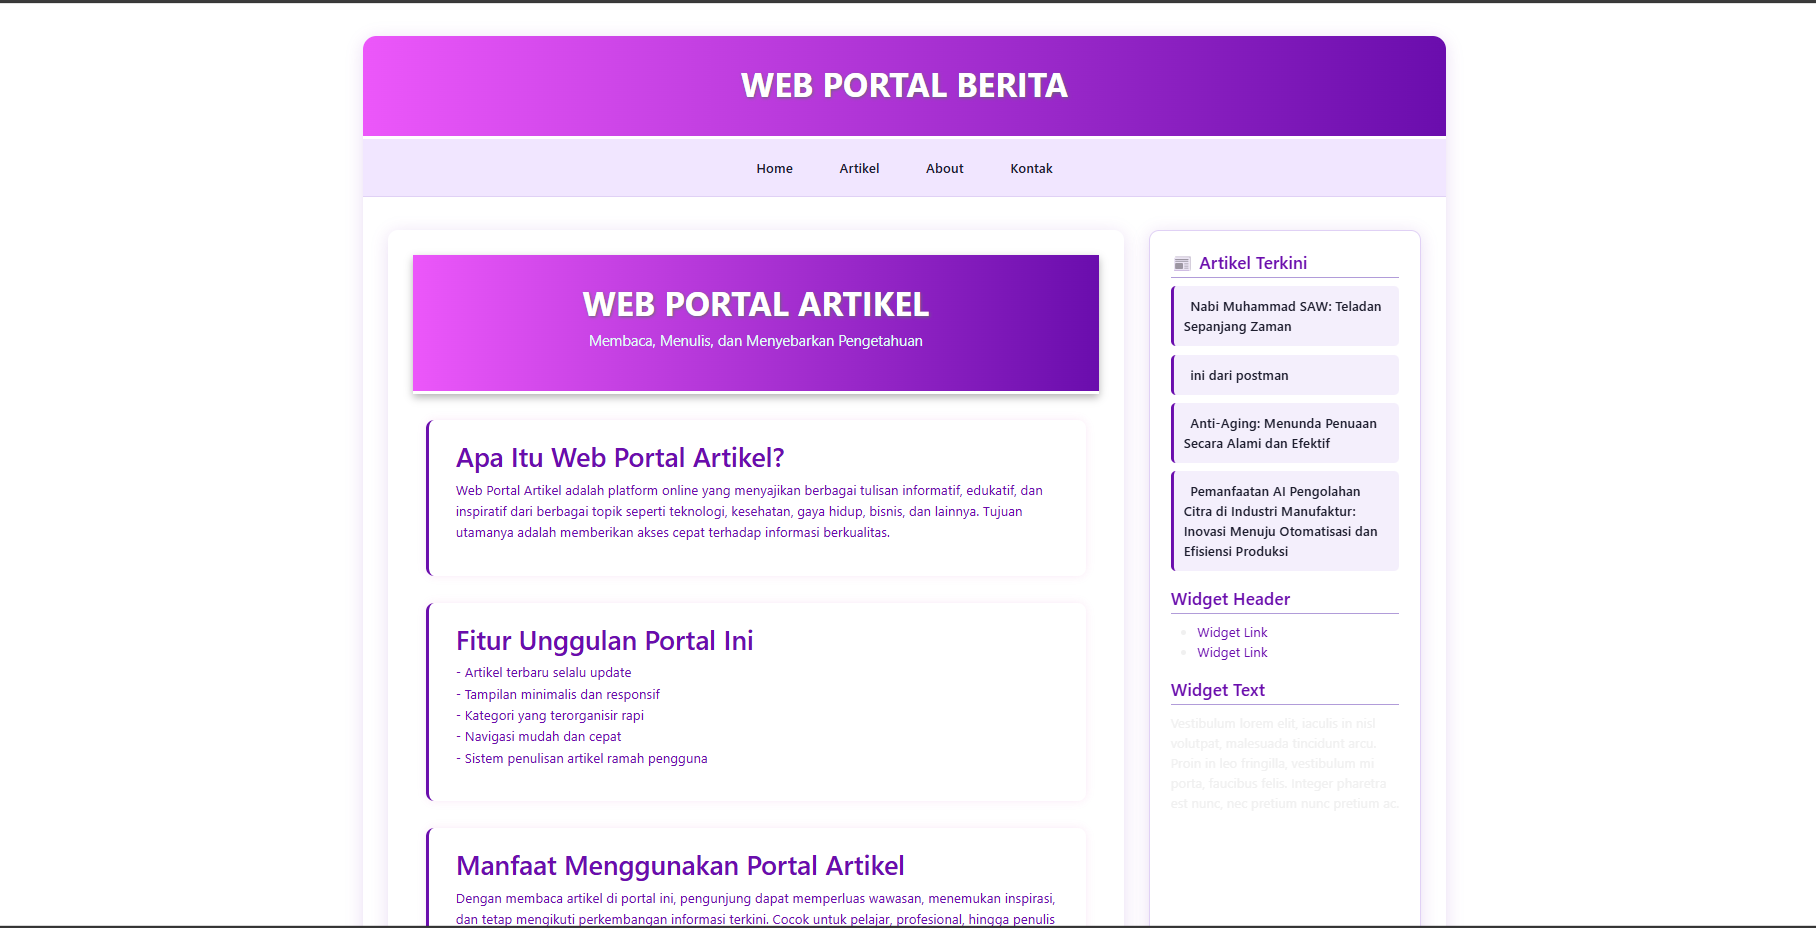 WEB PORTAL BERITA
Home
Artikel
About
Kontak
WEB PORTAL ARTIKEL
Membaca, Menulis, dan Menyebarkan Pengetahuan
Apa Itu Web Portal Artikel?
Web Portal Artikel adalah platform online yang menyajikan berbagai tulisan informatif, edukatif, dan
inspiratif dari berbagai topik seperti teknologi, kesehatan, gaya hidup, bisnis, dan lainnya. Tujuan
utamanya adalah memberikan akses cepat terhadap informasi berkualitas.
Fitur Unggulan Portal Ini
- Artikel terbaru selalu update
- Tampilan minimalis dan responsif
- Kategori yang terorganisir rapi
- Navigasi mudah dan cepat
- Sistem penulisan artikel ramah pengguna
Manfaat Menggunakan Portal Artikel
Dengan membaca artikel di portal ini, pengunjung dapat memperluas wawasan, menemukan inspirasi,
dan tetap mengikuti perkembangan informasi terkini. Cocok untuk pelajar, profesional, hingga penulis
Artikel Terkini
Nabi Muhammad SAW: Teladan
Sepanjang Zaman
ini dari postman
Anti-Aging: Menunda Penuaan
Secara Alami dan Efektif
Pemanfaatan AI Pengolahan
Citra di Industri Manufaktur:
Inovasi Menuju Otomatisasi dan
Efisiensi Produksi
Widget Header
Widget Link
Widget Link
Widget Text
Vestibulum lorem elit, iaculis in nisl
volutpat, malesuada tincidunt arcu.
Proin in leo fringilla, vestibulum mi
porta, faucibus felis. Integer pharetra
est nunc, nec pretium nunc pretium ac.